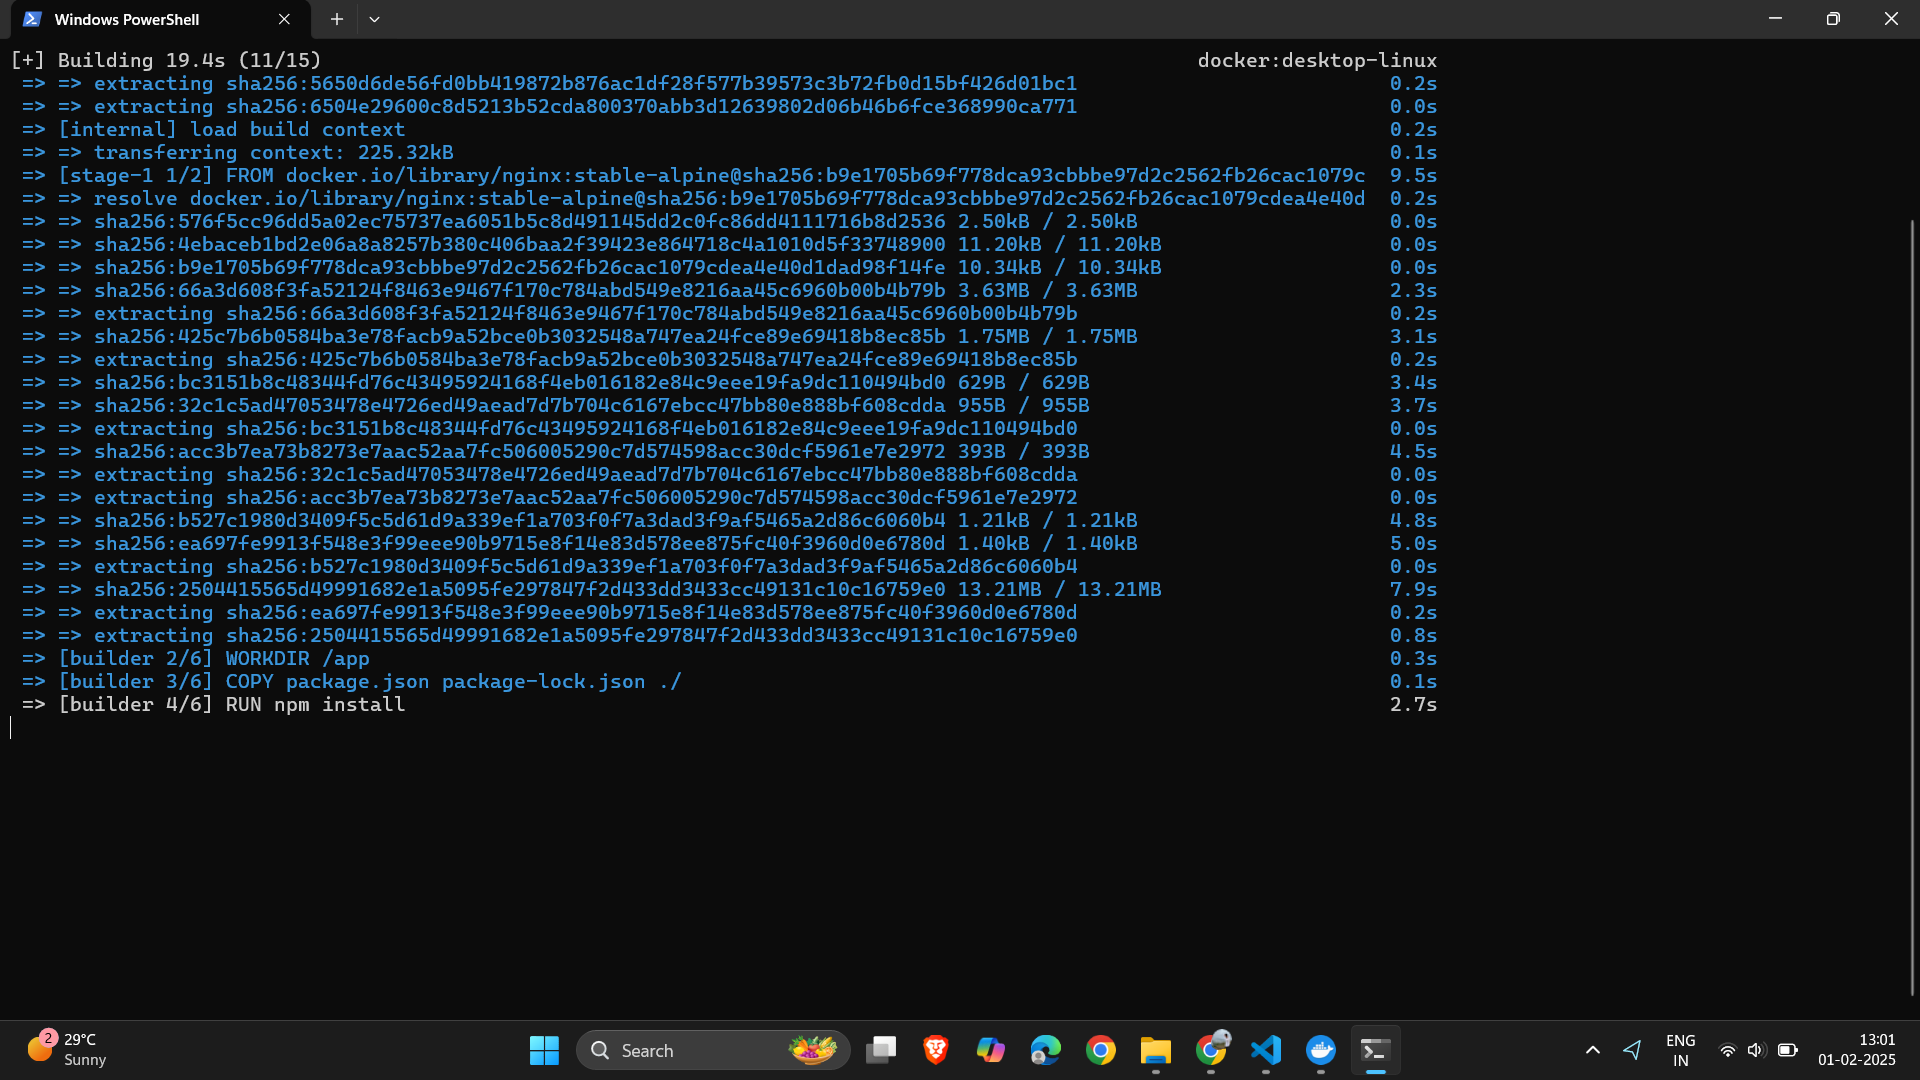 Windows PowerShell
[+] Building 19.4s (11/15) docker:desktop-linux
=> => extracting sha256:5650d6de56fd0bb419872b876ac1df28f577b39573c3b72fb0d15bf426d01bc1 0.2s
=> => extracting sha256:6504e29600c8d5213b52cda800370abb3d12639802d06b46b6fce368990ca771 0.0s
=> [internal] load build context 0.2s
=> => transferring context: 225.32kB 0.1s
=> [stage-1 1/2] FROM docker.io/library/nginx:stable-alpine@sha256:b9e1705b69f778dca93cbbbe97d2c2562fb26cac1079c 9.5s
=> => resolve docker.io/library/nginx:stable-alpine@sha256:b9e1705b69f778dca93cbbbe97d2c2562fb26cac1079cdea4e40d 0.2s
=> => sha256:576f5cc96dd5a02ec75737ea6051b5c8d491145dd2c0fc86dd4111716b8d2536 2.50kB / 2.50kB 0.0s
=> => sha256:4ebaceb1bd2e06a8a8257b380c406baa2f39423e864718c4a1010d5f33748900 11.20kB / 11.20kB 0.0s
=> => sha256:b9e1705b69f778dca93cbbbe97d2c2562fb26cac1079cdea4e40d1dad98f14fe 10.34kB / 10.34kB 0.0s
=> => sha256:66a3d608f3fa52124f8463e9467f170c784abd549e8216aa45c6960b00b4b79b 3.63MB / 3.63MB 2.3s
=> => extracting sha256:66a3d608f3fa52124f8463e9467f170c784abd549e8216aa45c6960b00b4b79b 0.2s
=> => sha256:425c7b6b0584ba3e78facb9a52bce0b3032548a747ea24fce89e69418b8ec85b 1.75MB / 1.75MB 3.1s
=> => extracting sha256:425c7b6b0584ba3e78facb9a52bce0b3032548a747ea24fce89e69418b8ec85b 0.2s
=> => sha256:bc3151b8c48344fd76c43495924168f4eb016182e84c9eee19fa9dc110494bd0 629B / 629B 3.4s
=> => sha256:32c1c5ad47053478e4726ed49aead7d7b704c6167ebcc47bb80e888bf608cdda 955B / 955B 3.7s
=> => extracting sha256:bc3151b8c48344fd76c43495924168f4eb016182e84c9eee19fa9dc110494bd0 0.0s
=> => sha256:acc3b7ea73b8273e7aac52aa7fc506005290c7d574598acc30dcf5961e7e2972 393B / 393B 4.5s
=> => extracting sha256:32c1c5ad47053478e4726ed49aead7d7b704c6167ebcc47bb80e888bf608cdda 0.0s
=> => extracting sha256:acc3b7ea73b8273e7aac52aa7fc506005290c7d574598acc30dcf5961e7e2972 0.0s
=> => sha256:b527c1980d3409f5c5d61d9a339ef1a703f0f7a3dad3f9af5465a2d86c6060b4 1.21kB / 1.21kB 4.8s
=> => sha256:ea697fe9913f548e3f99eee90b9715e8f14e83d578ee875fc40f3960d0e6780d 1.40kB / 1.40kB 5.0s
=> => extracting sha256:b527c1980d3409f5c5d61d9a339ef1a703f0f7a3dad3f9af5465a2d86c6060b4 0.0s
=> => sha256:2504415565d49991682e1a5095fe297847f2d433dd3433cc49131c10c16759e0 13.21MB / 13.21MB 7.9s
=> => extracting sha256:ea697fe9913f548e3f99eee90b9715e8f14e83d578ee875fc40f3960d0e6780d 0.2s
=> => extracting sha256:2504415565d49991682e1a5095fe297847f2d433dd3433cc49131c10c16759e0 0.8s
=> [builder 2/6] WORKDIR /app 0.3s
=> [builder 3/6] COPY package.json package-lock.json ./ 0.1s
=> [builder 4/6] RUN npm install 2.7s
2
29°C
Sunny
Search
ENG
IN
13:01
01-02-2025